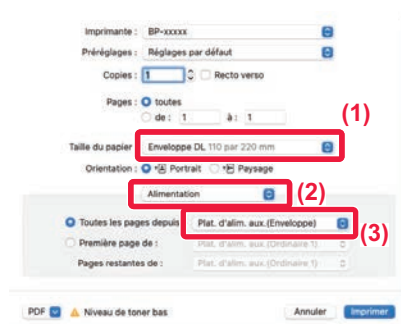 Imprimante : BP-xxxxx
Préréglages : Réglages par défaut
Copies : 1 Recto verso
Pages : toutes
de : 1 à : 1
(1)
Taille du papier Enveloppe DL 110 par 220 mm
Orientation : Portrait Paysage
Alimentation (2)
Toutes les pages depuis Plat. d'alim. aux.(Enveloppe)
(3)
Première page de : Plat. d'alim. aux.(Ordinaire 1)
Pages restantes de : Plat. d'alim. aux.(Ordinaire 1)
PDF Niveau de toner bas Annuler Imprimer